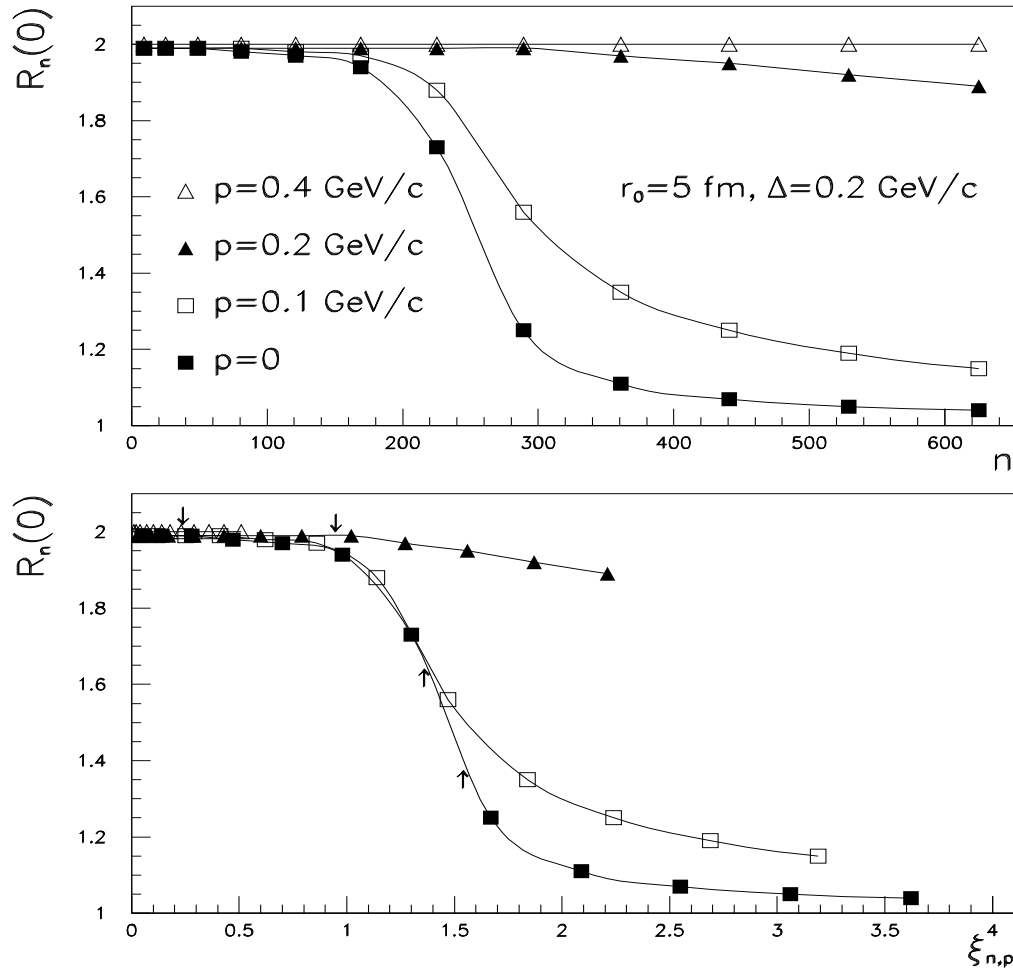 Rₙ(0)
2
1.8
1.6
1.4
1.2
1
△ p=0.4 GeV/c
▲ p=0.2 GeV/c
□ p=0.1 GeV/c
■ p=0
r₀=5 fm, Δ=0.2 GeV/c
0 100 200 300 400 500 600
n
Rₙ(0)
2
1.8
1.6
1.4
1.2
1
0 0.5 1 1.5 2 2.5 3 3.5 4
ξn,p